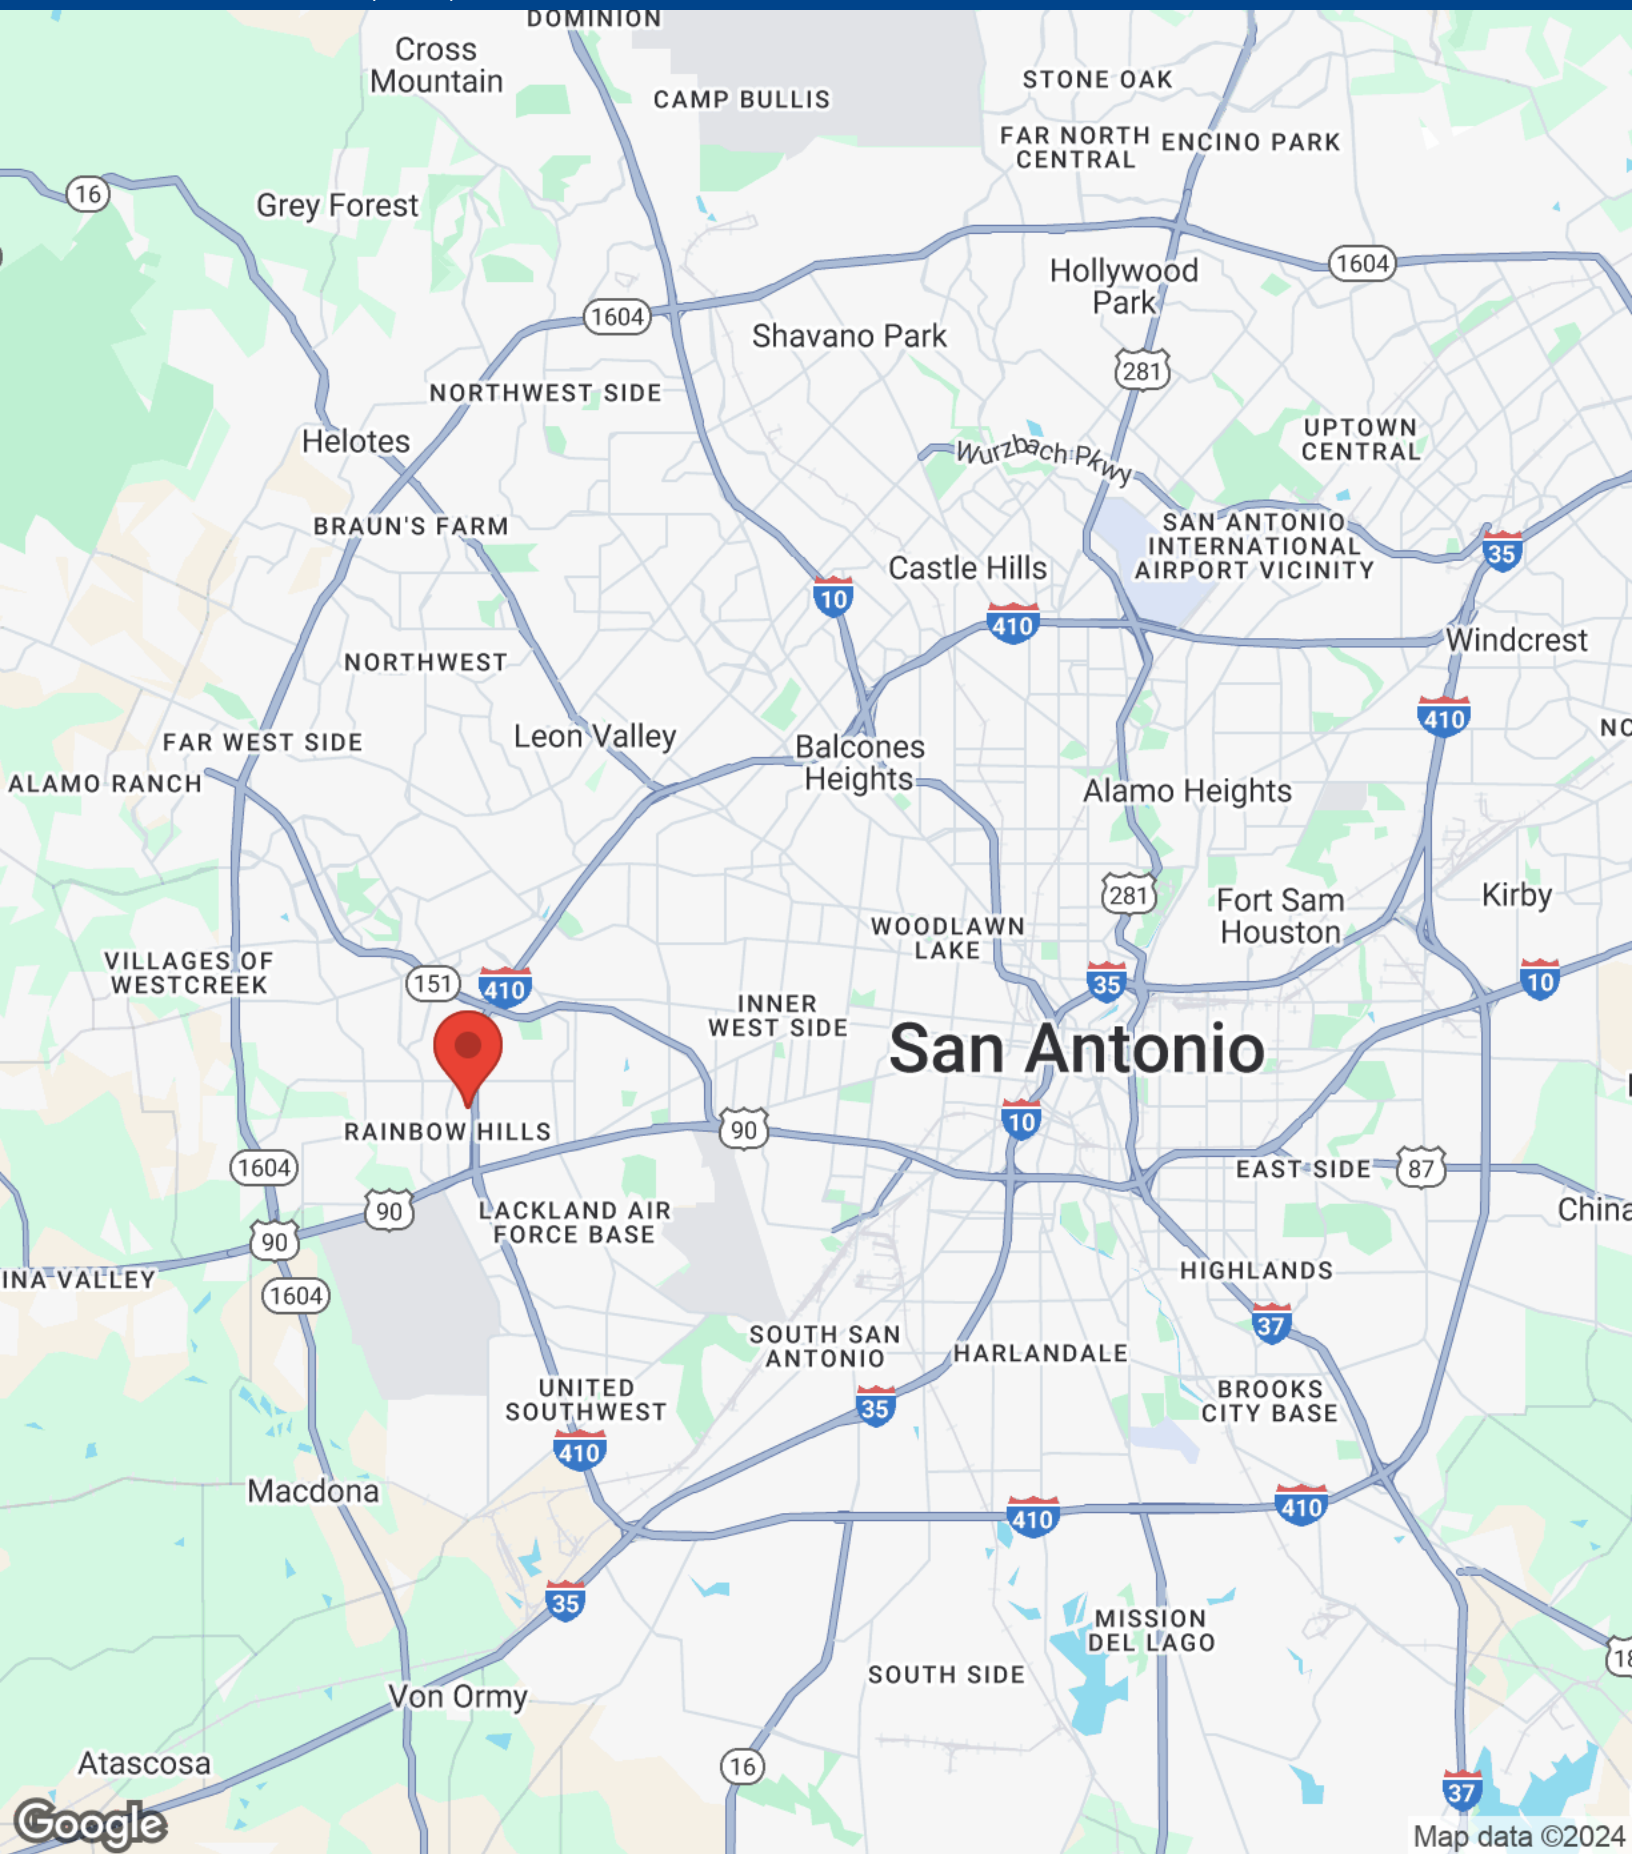 DOMINION
Cross
Mountain
CAMP BULLIS
STONE OAK
FAR NORTH
CENTRAL
ENCINO PARK
16
Grey Forest
1604
Hollywood
Park
1604
Shavano Park
281
NORTHWEST SIDE
Helotes
UPTOWN
CENTRAL
Wurzbach Pkwy
BRAUN'S FARM
SAN ANTONIO
INTERNATIONAL
AIRPORT VICINITY
35
Castle Hills
10
410
Windcrest
NORTHWEST
410
NO
FAR WEST SIDE
Leon Valley
Balcones
Heights
ALAMO RANCH
Alamo Heights
281
Fort Sam
Houston
Kirby
WOODLAWN
LAKE
VILLAGES OF
WESTCREEK
151
410
35
10
INNER
WEST SIDE
San Antonio
10
RAINBOW HILLS
90
1604
EAST SIDE
87
90
LACKLAND AIR
FORCE BASE
China
90
INA VALLEY
1604
HIGHLANDS
37
SOUTH SAN
ANTONIO
HARLANDALE
UNITED
SOUTHWEST
BROOKS
CITY BASE
35
410
Macdona
410
410
35
MISSION
DEL LAGO
18
SOUTH SIDE
Von Ormy
Atascosa
16
37
Google
Map data ©2024